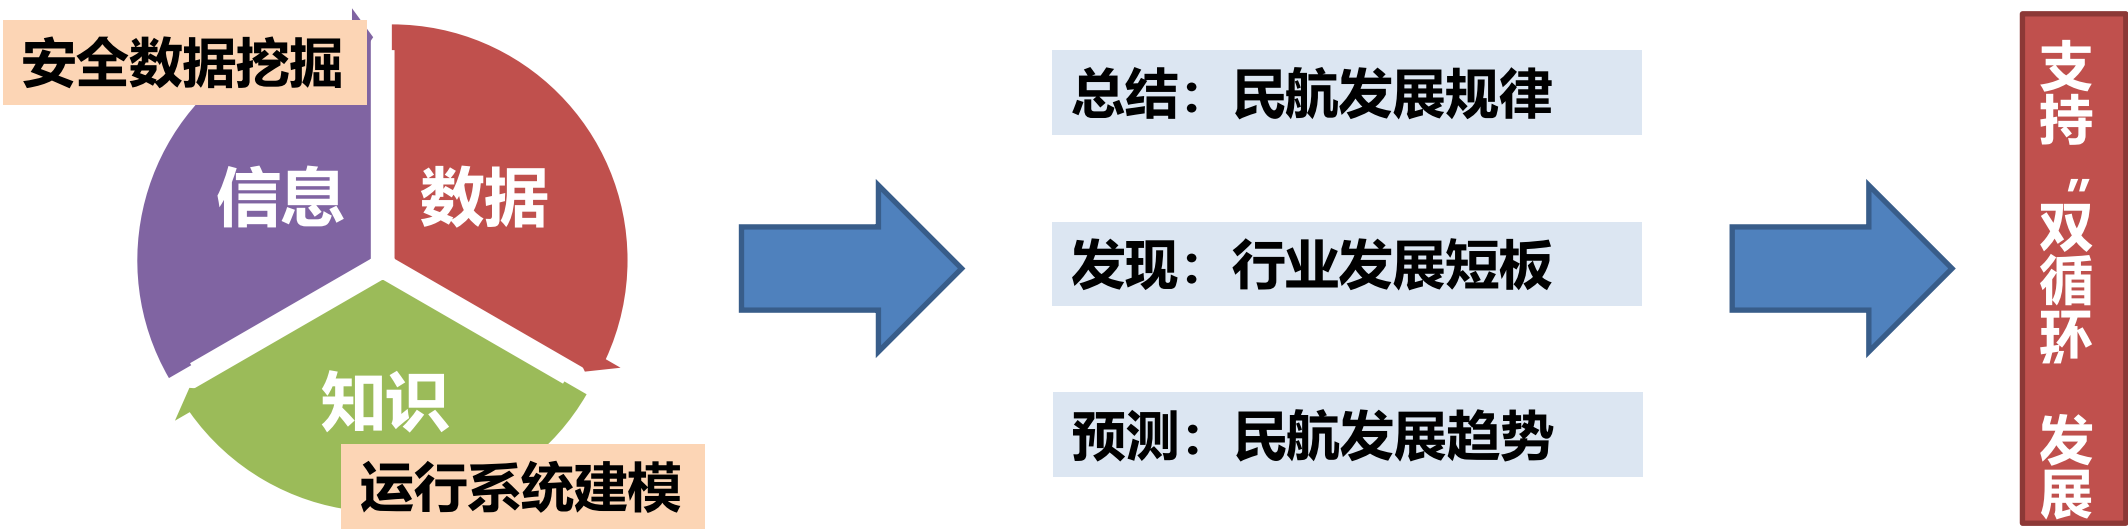 安全数据挖掘
信息
数据
知识
运行系统建模
总结：民航发展规律
发现：行业发展短板
预测：民航发展趋势
支持“双循环”发展